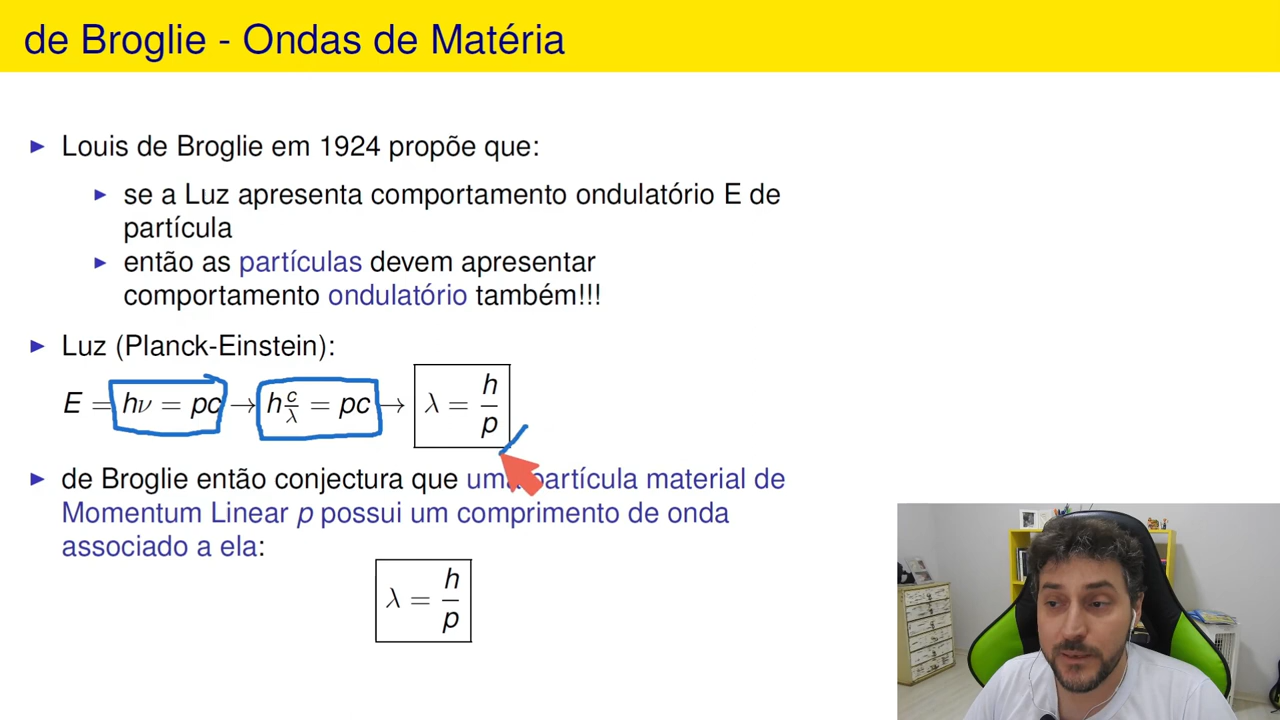 de Broglie - Ondas de Matéria
Louis de Broglie em 1924 propõe que:
se a Luz apresenta comportamento ondulatório E de
partícula
então as partículas devem apresentar
comportamento ondulatório também!!!
Luz (Planck-Einstein):
E = hν = pc → h c/λ = pc → λ = h/p
de Broglie então conjectura que uma partícula material de
Momentum Linear p possui um comprimento de onda
associado a ela:
λ = h/p